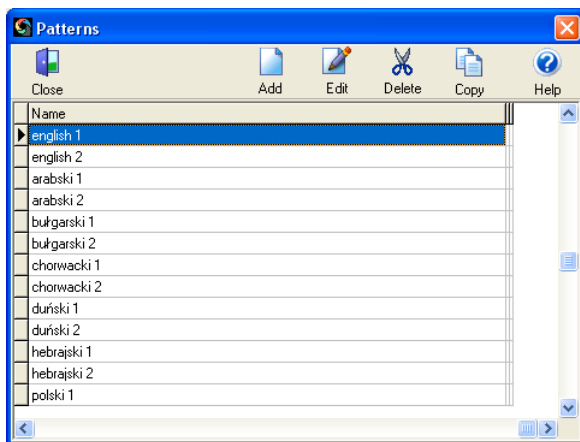 Patterns
Close Add Edit Delete Copy Help
Name
english 1
english 2
arabski 1
arabski 2
bułgarski 1
bułgarski 2
chorwacki 1
chorwacki 2
duński 1
duński 2
hebrajski 1
hebrajski 2
polski 1